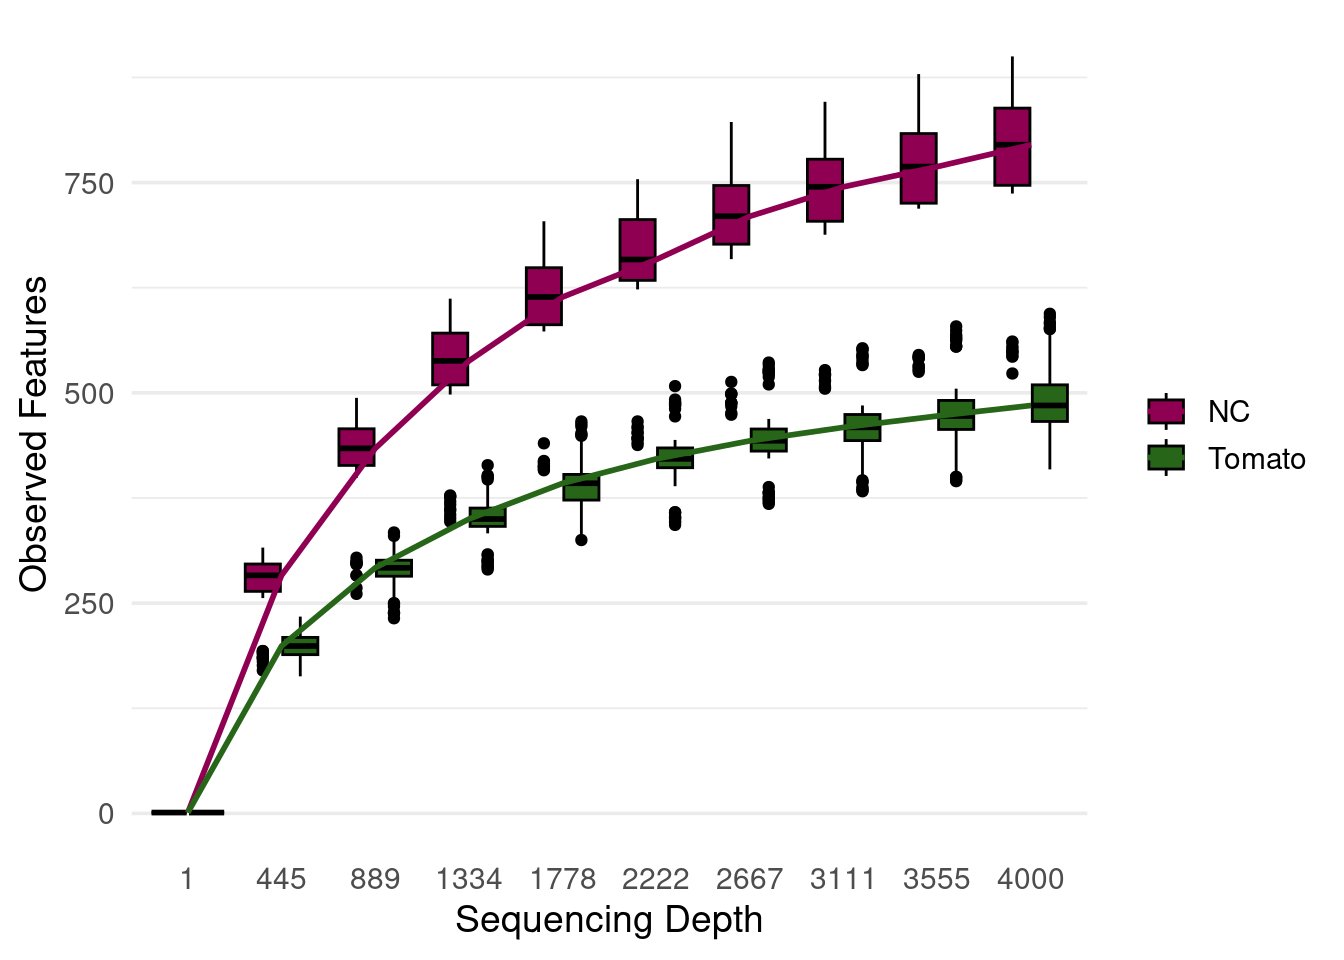 750
500
250
0
Observed Features
1 445 889 1334 1778 2222 2667 3111 3555 4000
Sequencing Depth
NC
Tomato